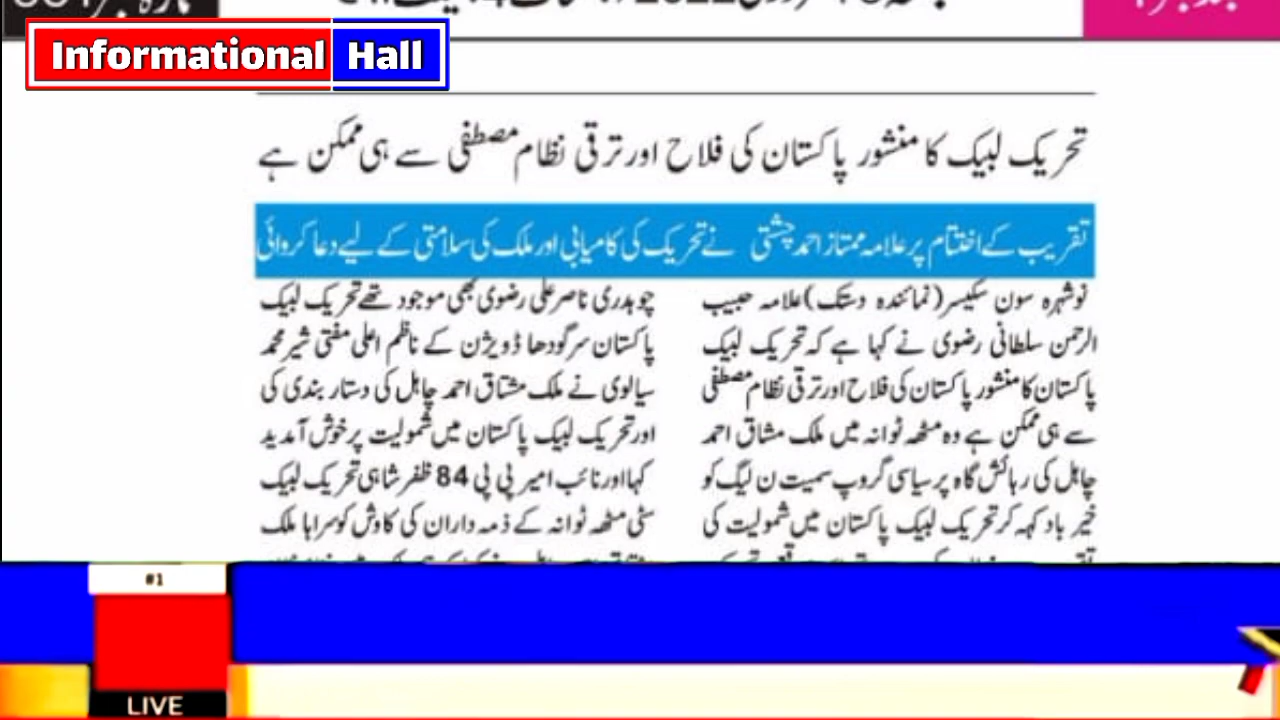 2022
Informational Hall
تحریک لبیک کا منشور پاکستان کی فلاح اور ترقی نظام مصطفی سے ہی ممکن ہے
تقریب کے اختتام پر علامہ ممتاز احمد چشتی نے تحریک کی کامیابی اور ملک کی سلامتی کے لیے دعا کروائی
نوشہرہ سون سکیسر (نمائندہ دستک) علامہ حبیب
الرحمن سلطانی رضوی نے کہا ہے کہ تحریک لبیک
پاکستان کا منشور پاکستان کی فلاح اور ترقی نظام مصطفی
سے ہی ممکن ہے وہ مٹھہ ٹوانہ میں ملک مشاق احمد
چاہل کی رہائش گاہ پر سیاسی گروپ سمیت ن لیگ کو
خیر باد کہہ کر تحریک لبیک پاکستان میں شمولیت کی
چوہدری ناصر علی رضوی بھی موجود تھے تحریک لبیک
پاکستان سرگودھا ڈویژن کے ناظم اعلی مفتی شیر محمد
سیالوی نے ملک مشتاق احمد چاہل کی دستار بندی کی
اور تحریک لبیک پاکستان میں شمولیت پر خوش آمدید
کہا اور نائب امیر پی پی 84 ظفر شاہی تحریک لبیک
سٹی مٹھہ ٹوانہ کے ذمہ داران کی کاوش کو سراہا ملک
#1
LIVE